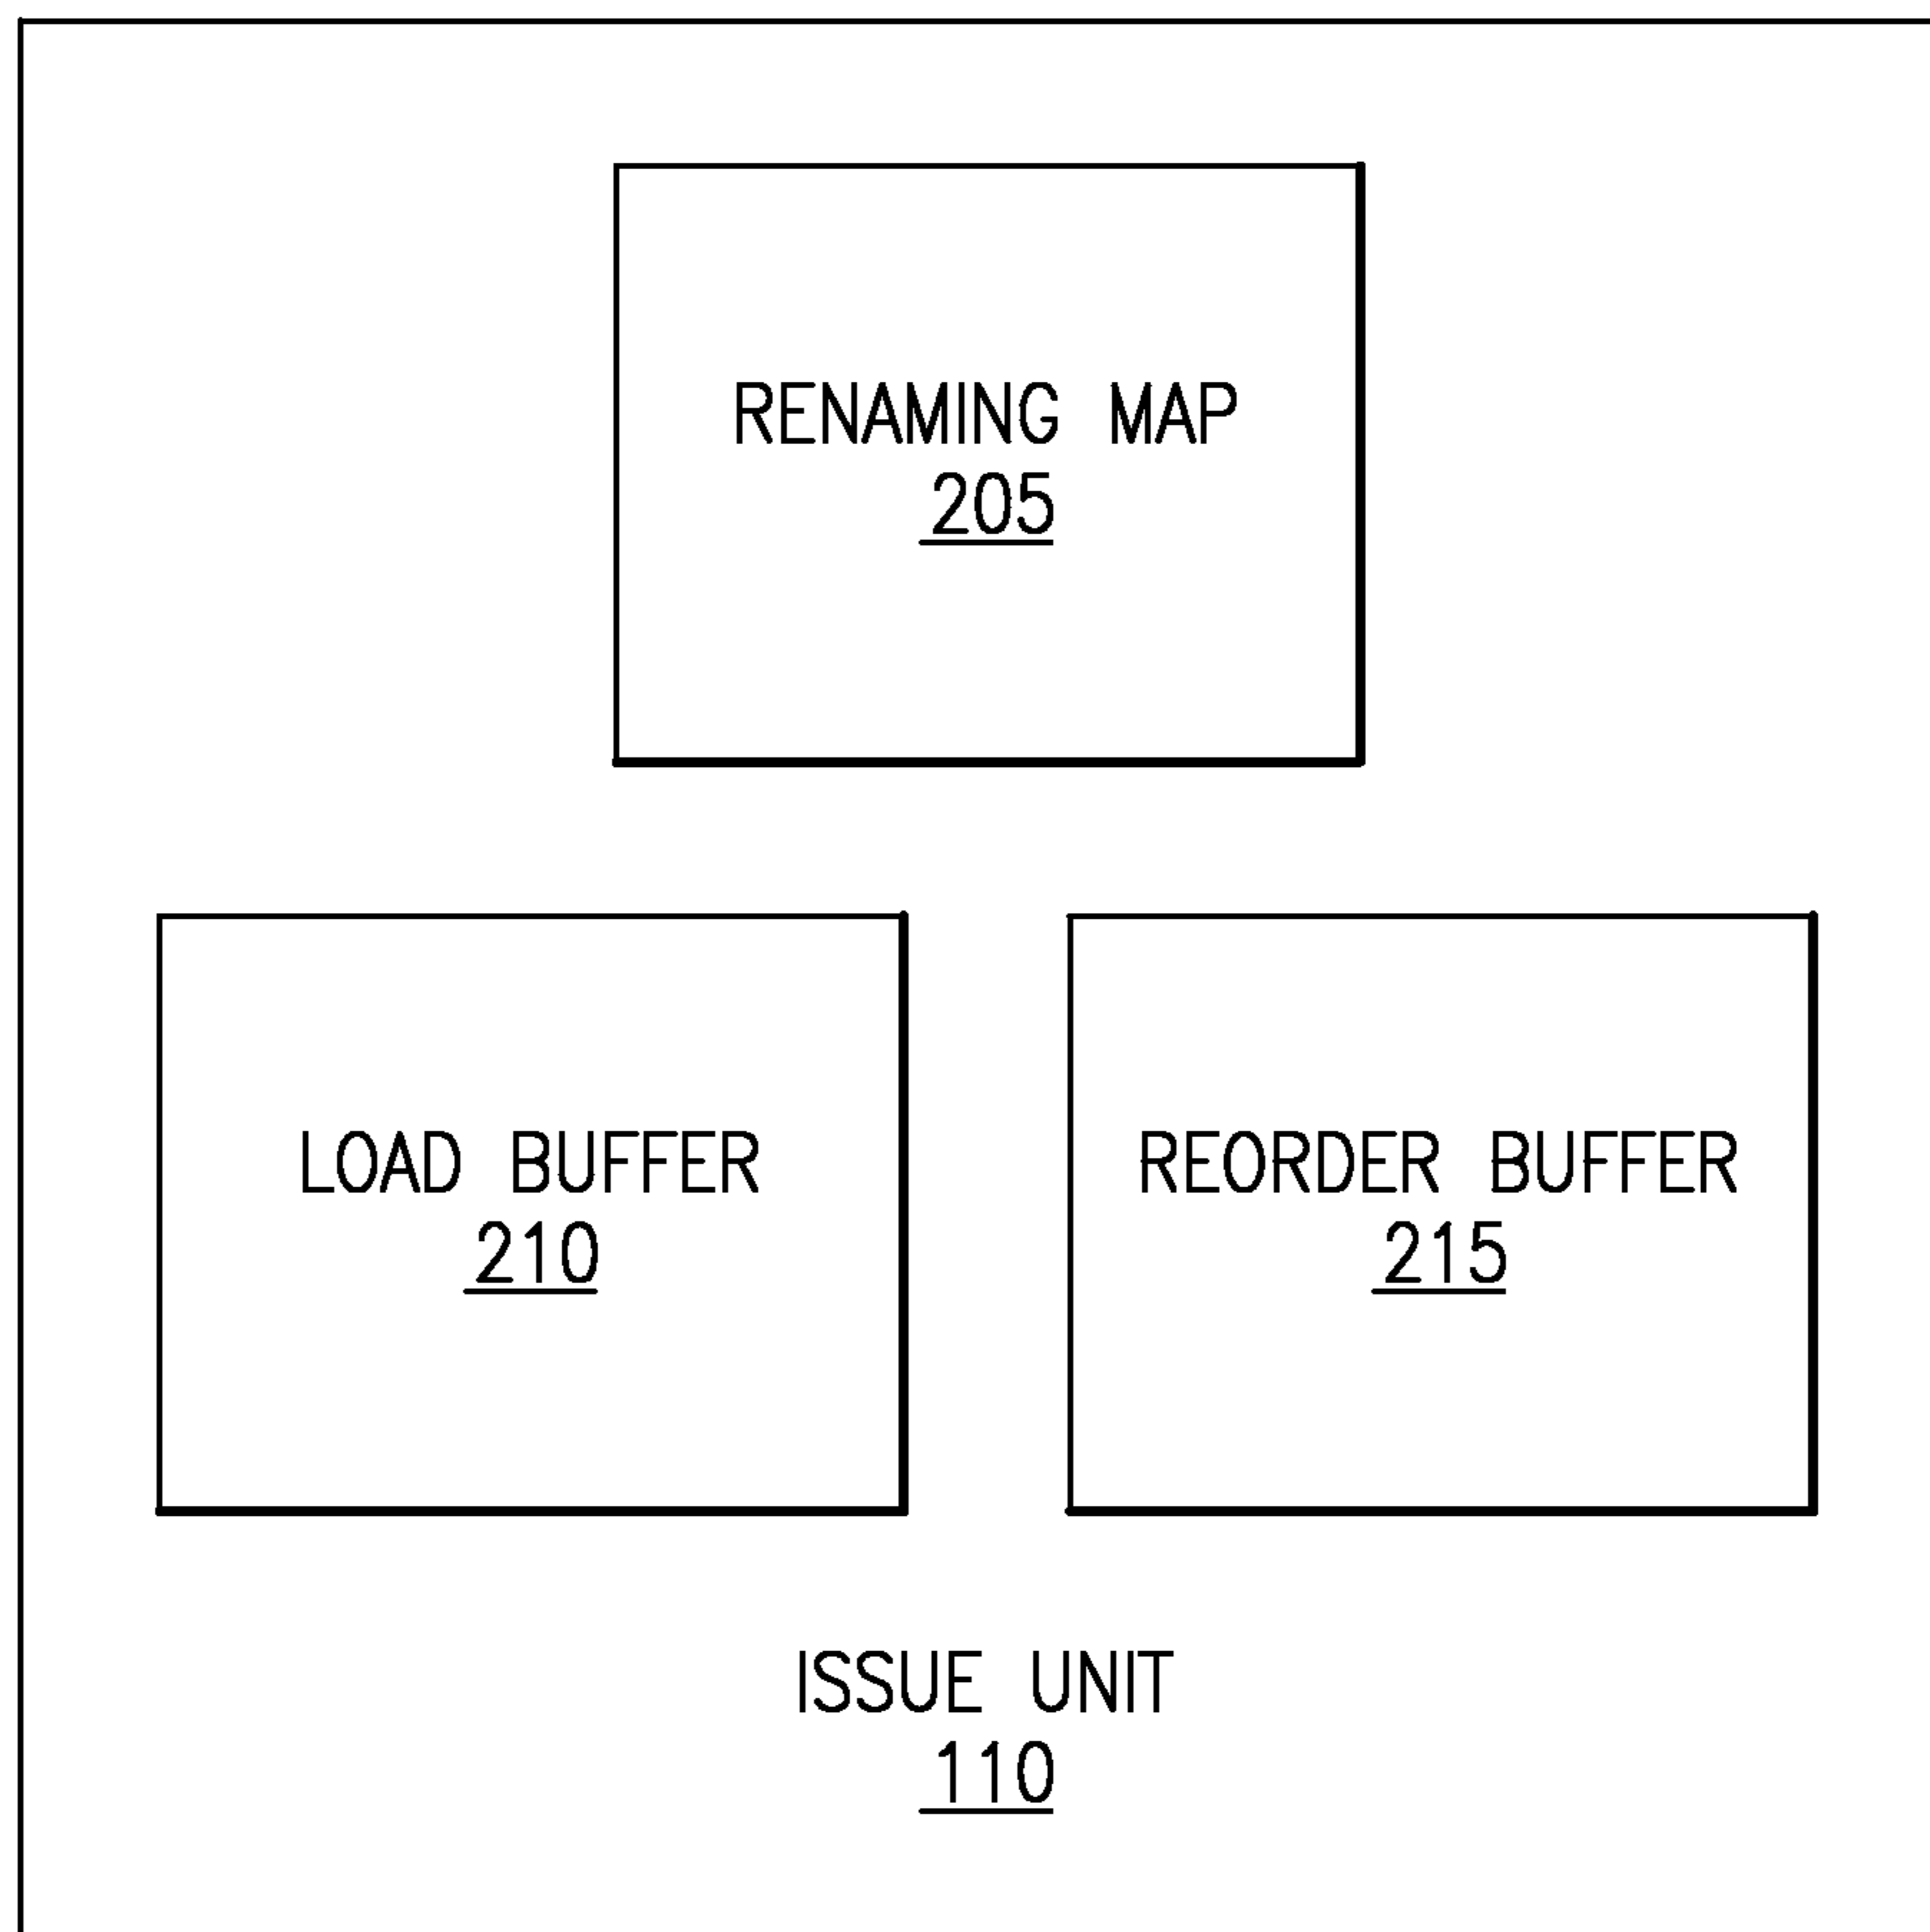 RENAMING MAP
205
LOAD BUFFER
210
REORDER BUFFER
215
ISSUE UNIT
110